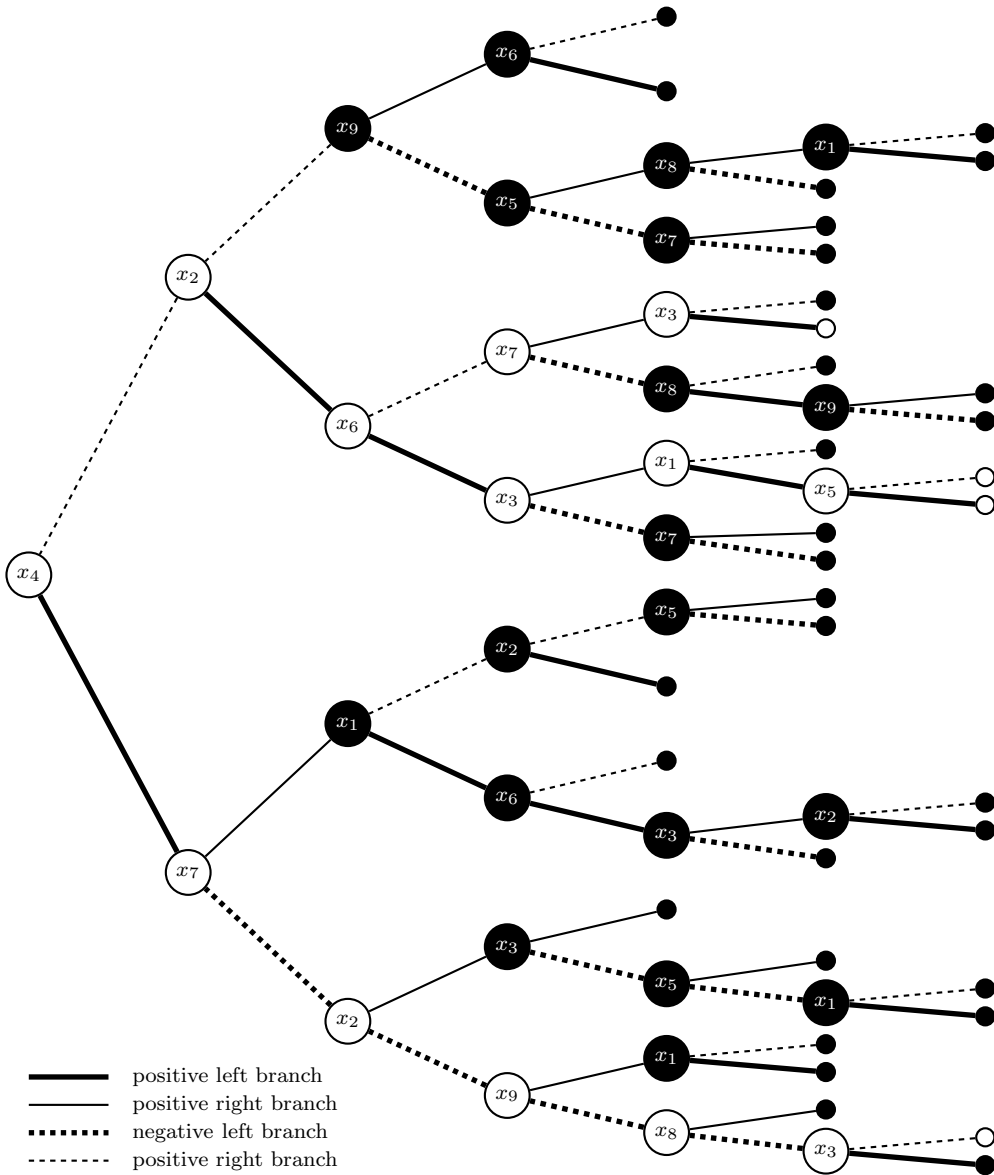 x6
x9
x1
x8
x5
x7
x2
x3
x7
x8
x9
x6
x1
x5
x3
x7
x4
x5
x2
x1
x6
x2
x3
x7
x3
x5
x1
x2
x1
x9
x8
x3
positive left branch
positive right branch
negative left branch
positive right branch